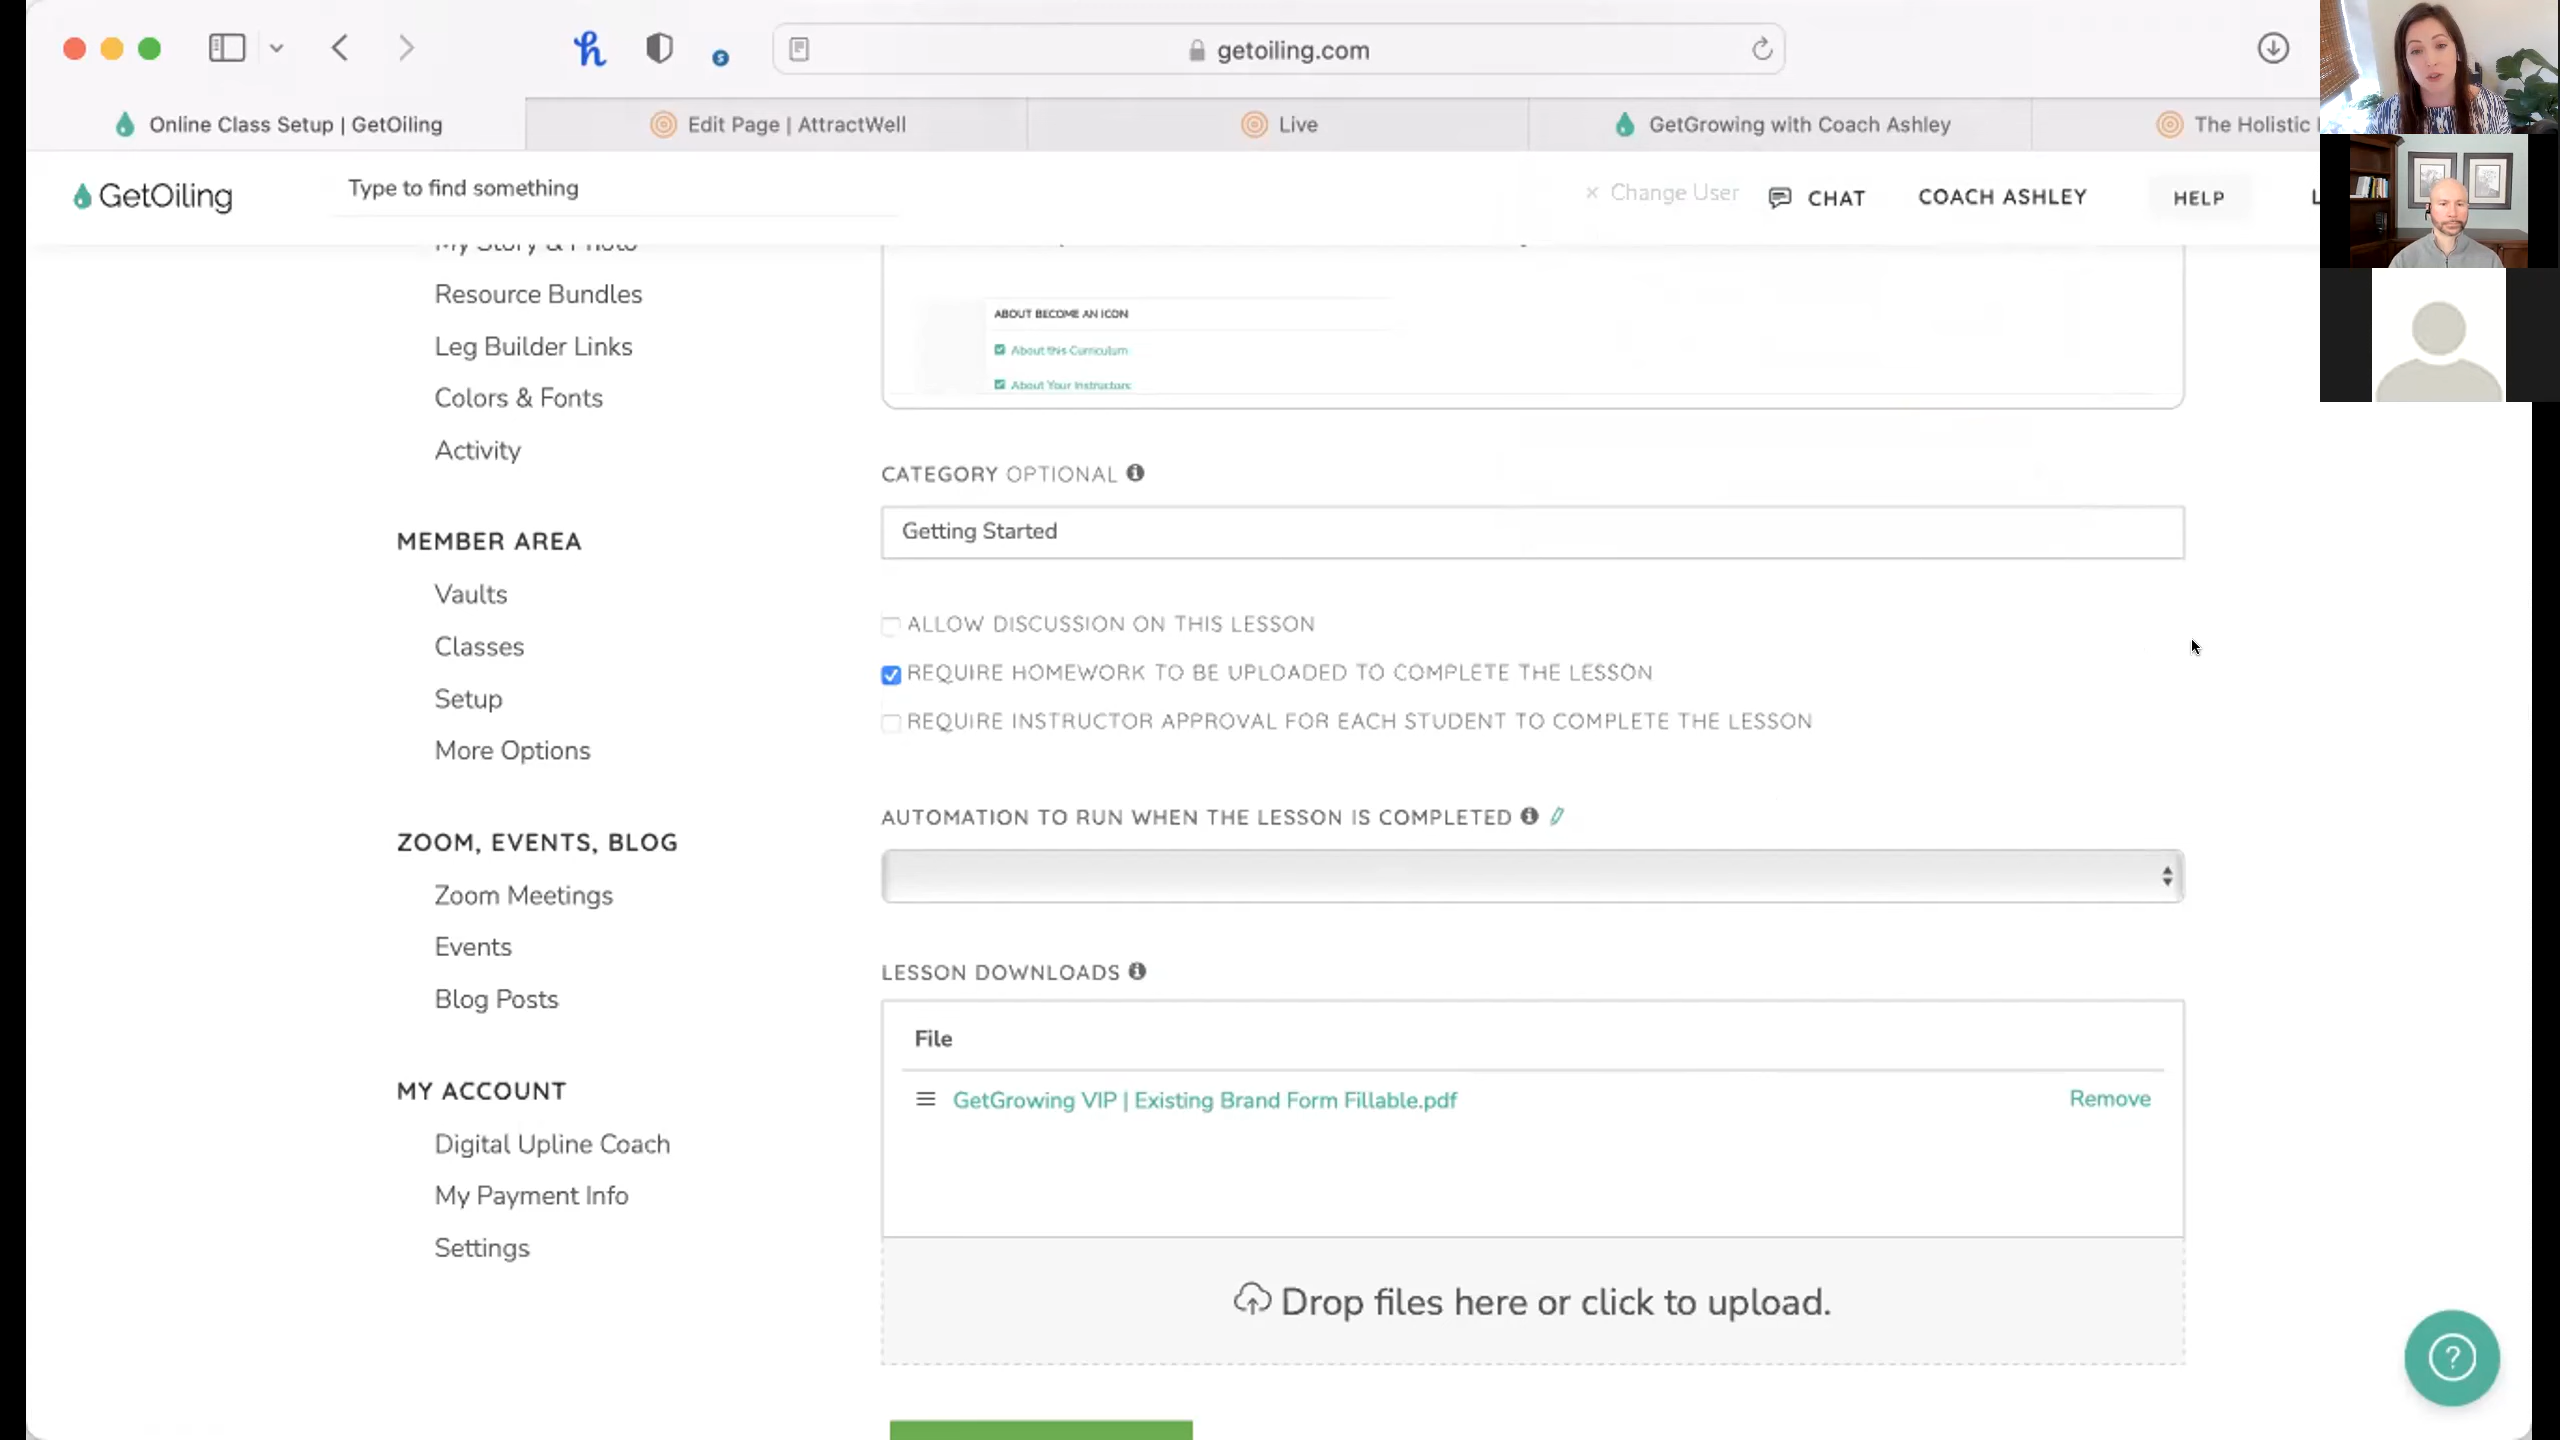 getoiling.com
Online Class Setup | GetOiling
Edit Page | AttractWell
Live
GetGrowing with Coach Ashley
The Holistic
GetOiling
Type to find something
× Change User
CHAT
COACH ASHLEY
HELP
My Story & Photo
Resource Bundles
Leg Builder Links
Colors & Fonts
Activity
MEMBER AREA
Vaults
Classes
Setup
More Options
ZOOM, EVENTS, BLOG
Zoom Meetings
Events
Blog Posts
MY ACCOUNT
Digital Upline Coach
My Payment Info
Settings
ABOUT BECOME AN ICON
About this Curriculum
About Your Instructors
CATEGORY OPTIONAL
Getting Started
ALLOW DISCUSSION ON THIS LESSON
REQUIRE HOMEWORK TO BE UPLOADED TO COMPLETE THE LESSON
REQUIRE INSTRUCTOR APPROVAL FOR EACH STUDENT TO COMPLETE THE LESSON
AUTOMATION TO RUN WHEN THE LESSON IS COMPLETED
LESSON DOWNLOADS
File
GetGrowing VIP | Existing Brand Form Fillable.pdf
Remove
Drop files here or click to upload.